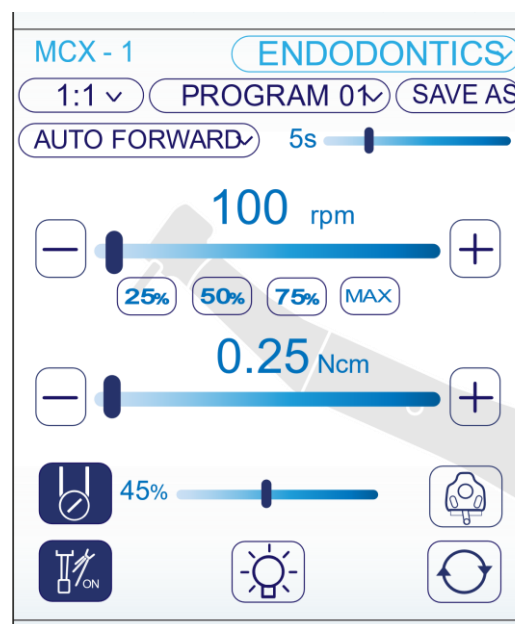 MCX - 1 ENDODONTICS
1:1 PROGRAM 01 SAVE AS
AUTO FORWARD 5s
100 rpm
25% 50% 75% MAX
0.25 Ncm
45%
ON